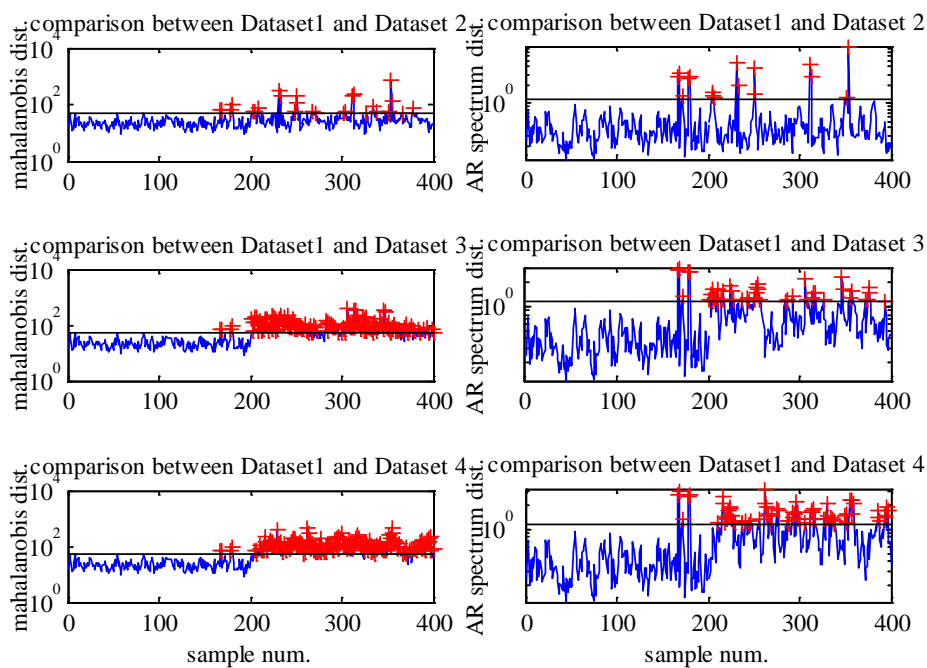 comparison between Dataset1 and Dataset 2
mahalanobis dist.
10^4
10^2
10^0
0 100 200 300 400
comparison between Dataset1 and Dataset 2
AR spectrum dist.
10^0
0 100 200 300 400
comparison between Dataset1 and Dataset 3
mahalanobis dist.
10^4
10^2
10^0
0 100 200 300 400
comparison between Dataset1 and Dataset 3
AR spectrum dist.
10^0
0 100 200 300 400
comparison between Dataset1 and Dataset 4
mahalanobis dist.
10^4
10^2
10^0
0 100 200 300 400
sample num.
comparison between Dataset1 and Dataset 4
AR spectrum dist.
10^0
0 100 200 300 400
sample num.